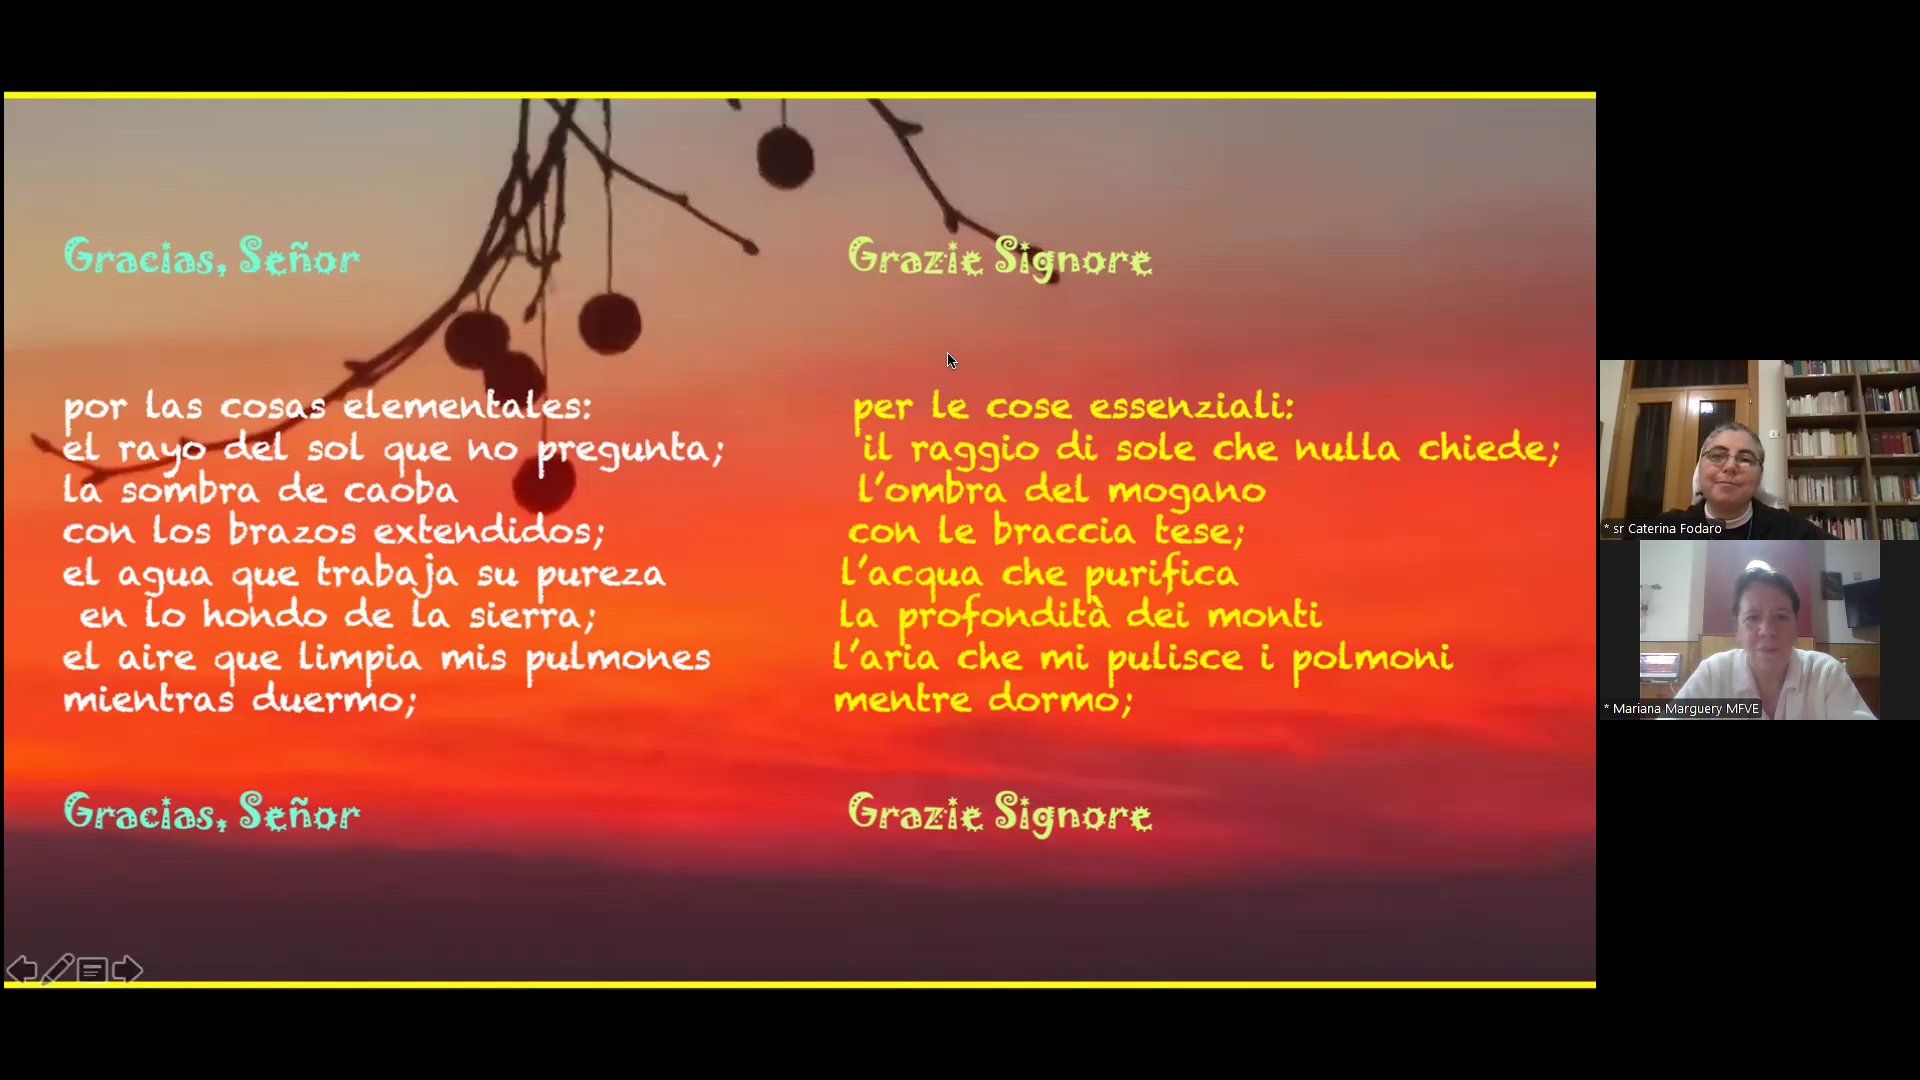 Gracias, Señor
por las cosas elementales:
el rayo del sol que no pregunta;
la sombra de caoba
con los brazos extendidos;
el agua que trabaja su pureza
en lo hondo de la sierra;
el aire que limpia mis pulmones
mientras duermo;
Gracias, Señor
Grazie Signore
per le cose essenziali:
il raggio di sole che nulla chiede;
l'ombra del mogano
con le braccia tese;
l'acqua che purifica
la profondità dei monti
l'aria che mi pulisce i polmoni
mentre dormo;
Grazie Signore
* sr Caterina Fodaro
* Mariana Marguery MFVE